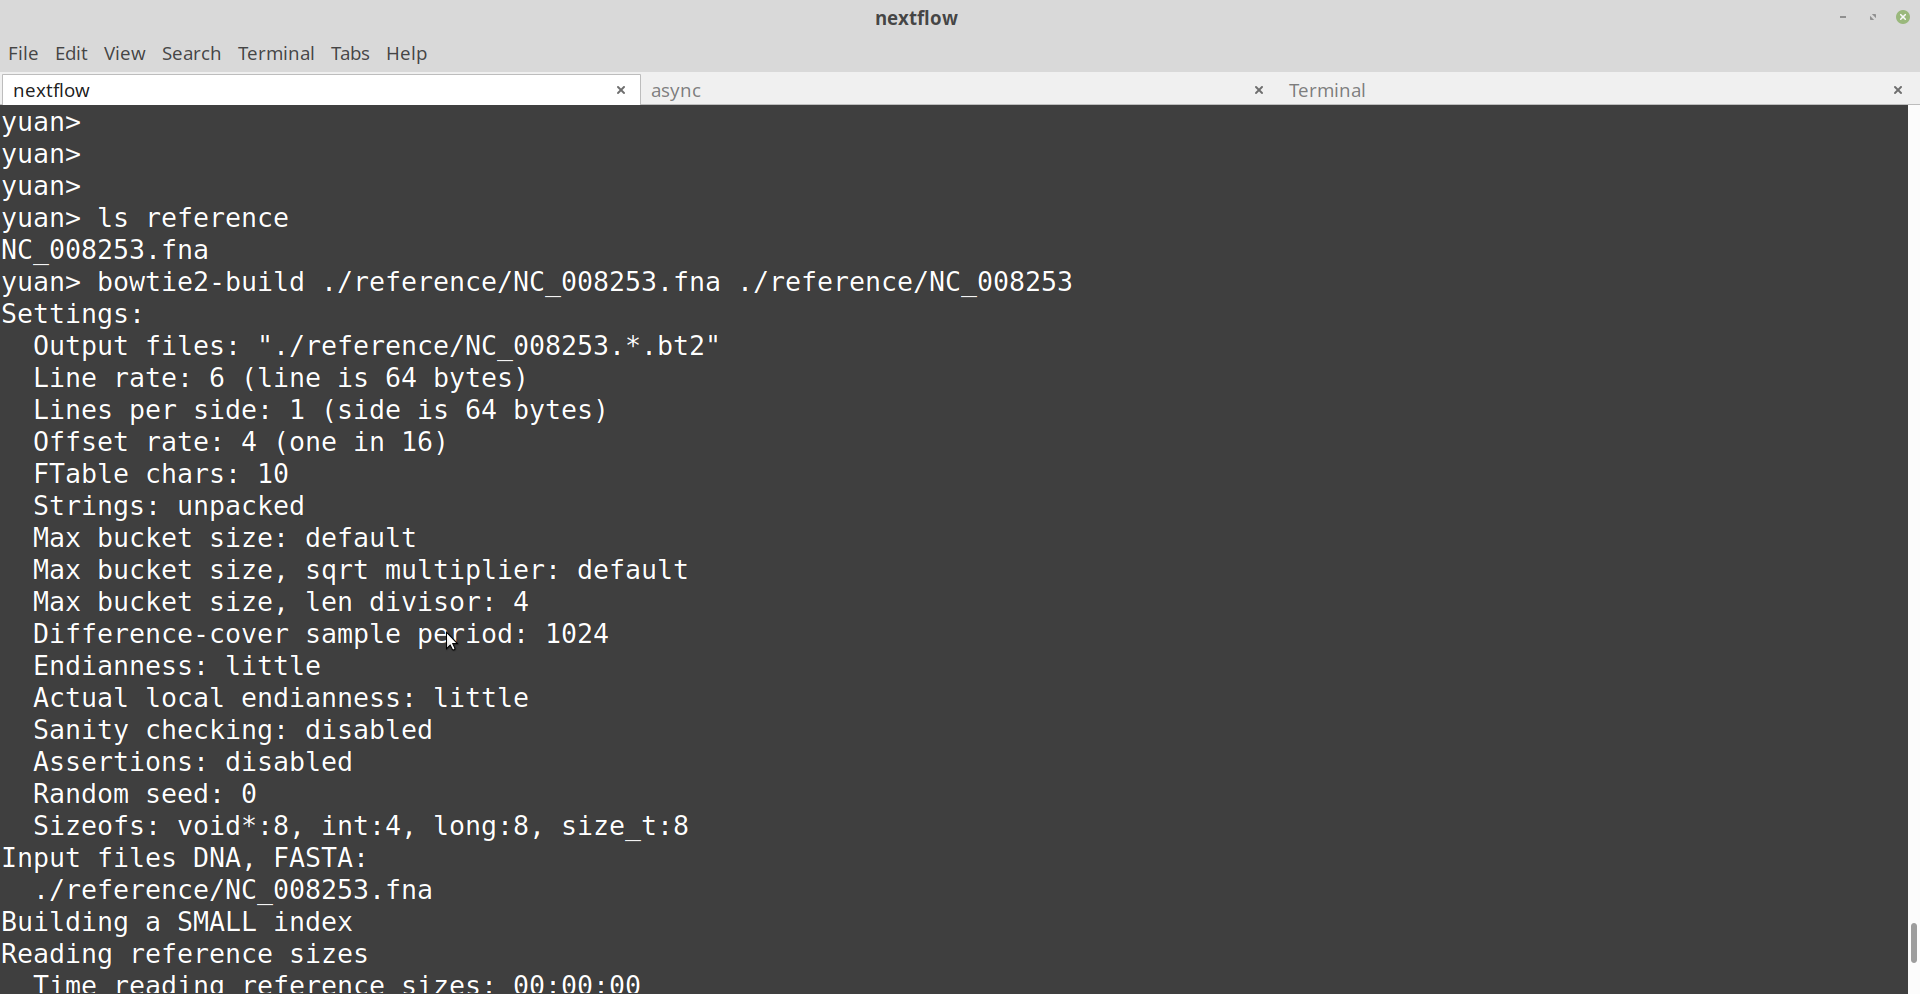 nextflow
File Edit View Search Terminal Tabs Help
nextflow async Terminal
yuan>
yuan>
yuan>
yuan> ls reference
NC_008253.fna
yuan> bowtie2-build ./reference/NC_008253.fna ./reference/NC_008253
Settings:
  Output files: "./reference/NC_008253.*.bt2"
  Line rate: 6 (line is 64 bytes)
  Lines per side: 1 (side is 64 bytes)
  Offset rate: 4 (one in 16)
  FTable chars: 10
  Strings: unpacked
  Max bucket size: default
  Max bucket size, sqrt multiplier: default
  Max bucket size, len divisor: 4
  Difference-cover sample period: 1024
  Endianness: little
  Actual local endianness: little
  Sanity checking: disabled
  Assertions: disabled
  Random seed: 0
  Sizeofs: void*:8, int:4, long:8, size_t:8
Input files DNA, FASTA:
  ./reference/NC_008253.fna
Building a SMALL index
Reading reference sizes
  Time reading reference sizes: 00:00:00